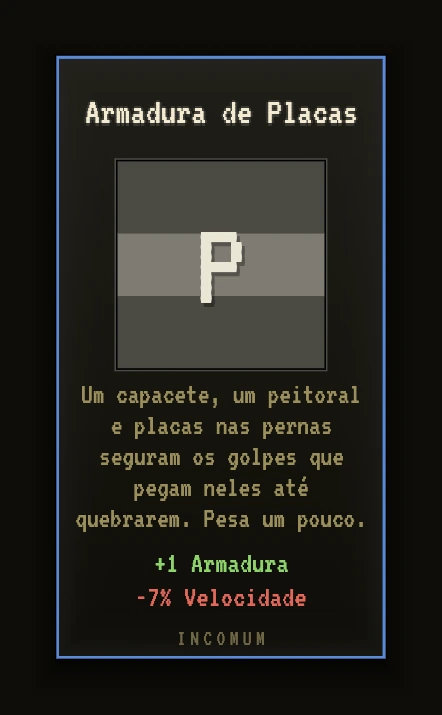 Armadura de Placas
P
Um capacete, um peitoral
e placas nas pernas
seguram os golpes que
pegam neles até
quebrarem. Pesa um pouco.
+1 Armadura
-7% Velocidade
INCOMUM